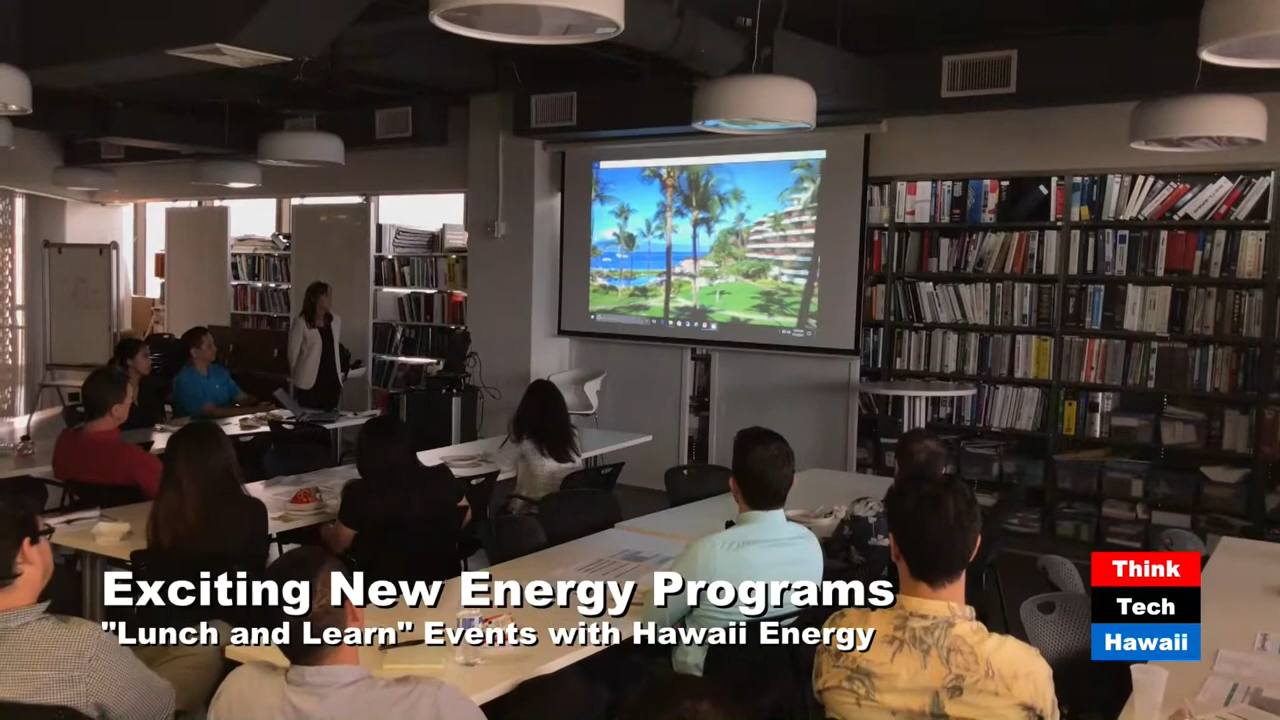 Exciting New Energy Programs
"Lunch and Learn" Events with Hawaii Energy
Think
Tech
Hawaii